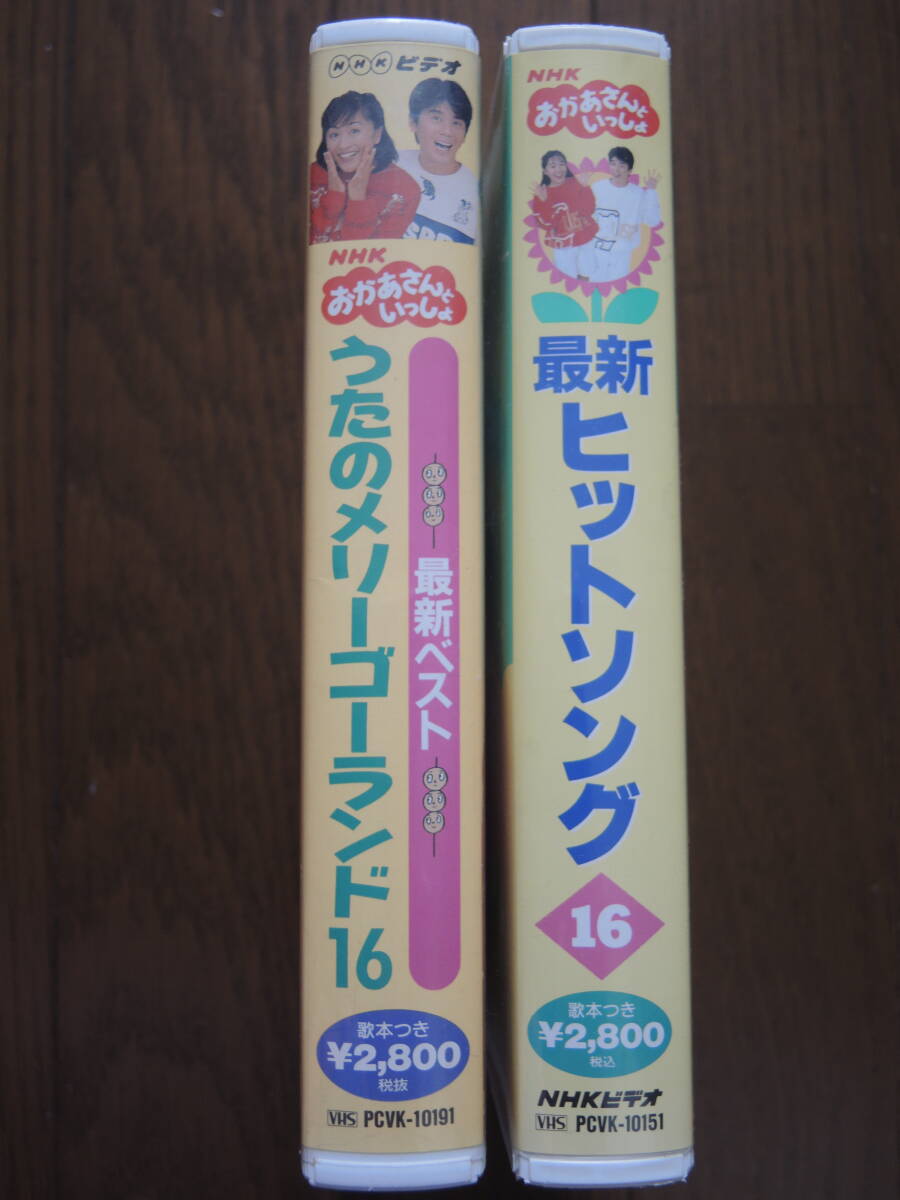 NHK ビデオ
SPR
NHK
おかあさんと
いっしょ
うたのメリーゴーランド16
最新ベスト
歌本つき
¥2,800
税抜
VHS PCVK-10191
NHK
おかあさんと
いっしょ
最新
ヒットソング
16
歌本つき
¥2,800
税込
NHKビデオ
VHS PCVK-10151